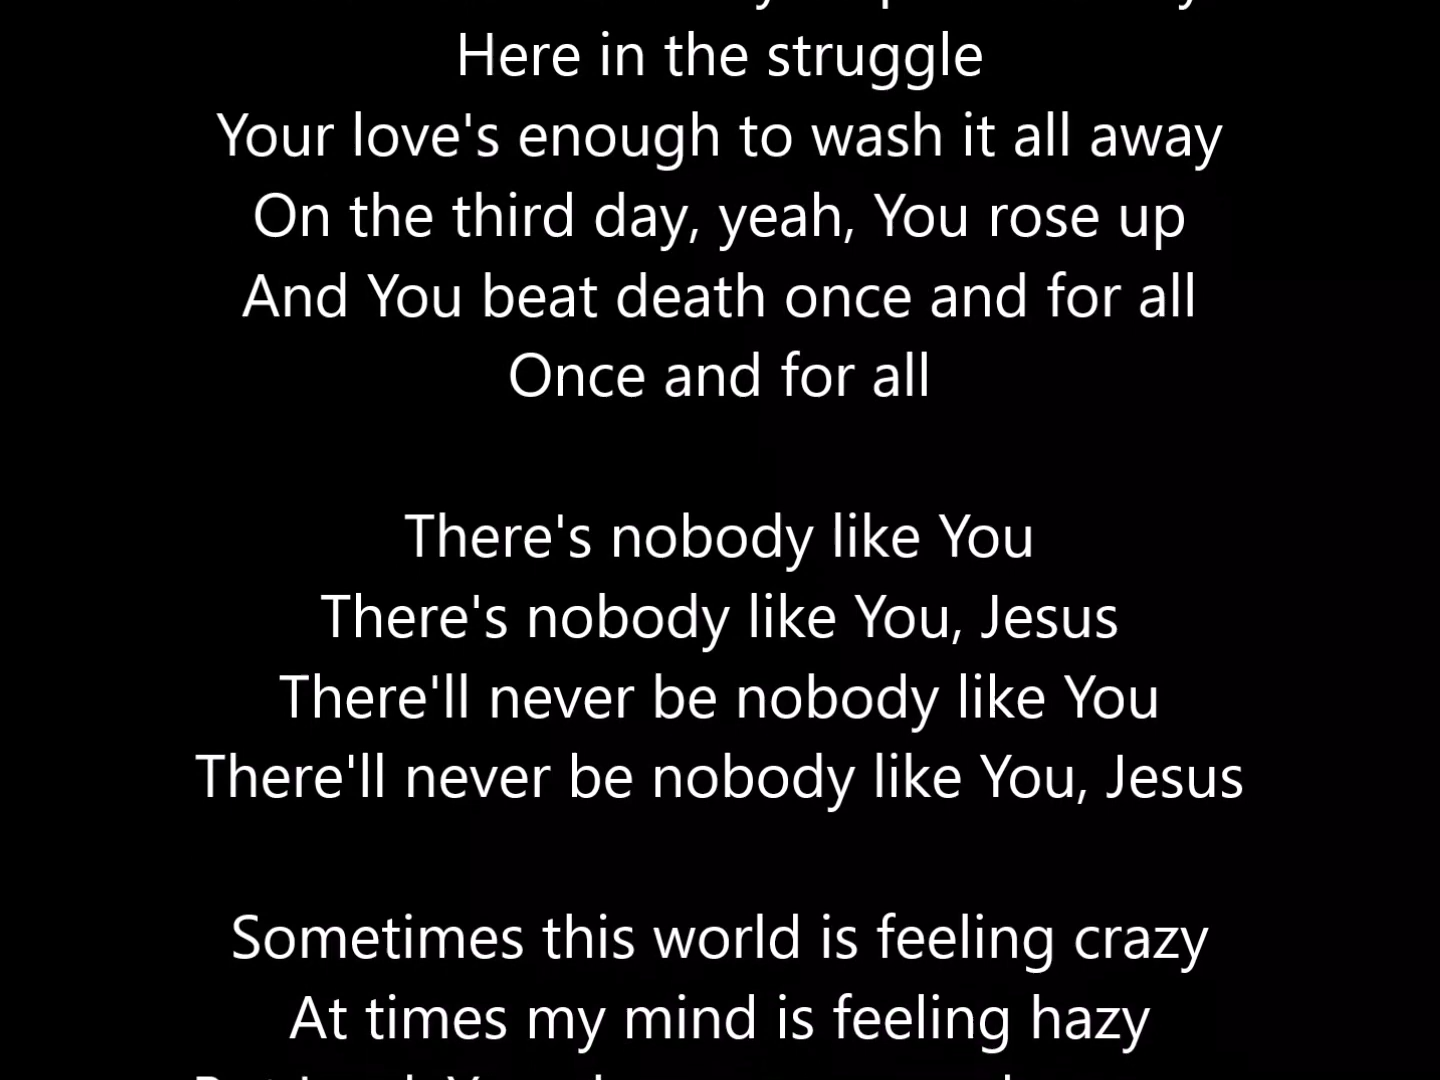 Here in the struggle
Your love's enough to wash it all away
On the third day, yeah, You rose up
And You beat death once and for all
Once and for all
There's nobody like You
There's nobody like You, Jesus
There'll never be nobody like You
There'll never be nobody like You, Jesus
Sometimes this world is feeling crazy
At times my mind is feeling hazy